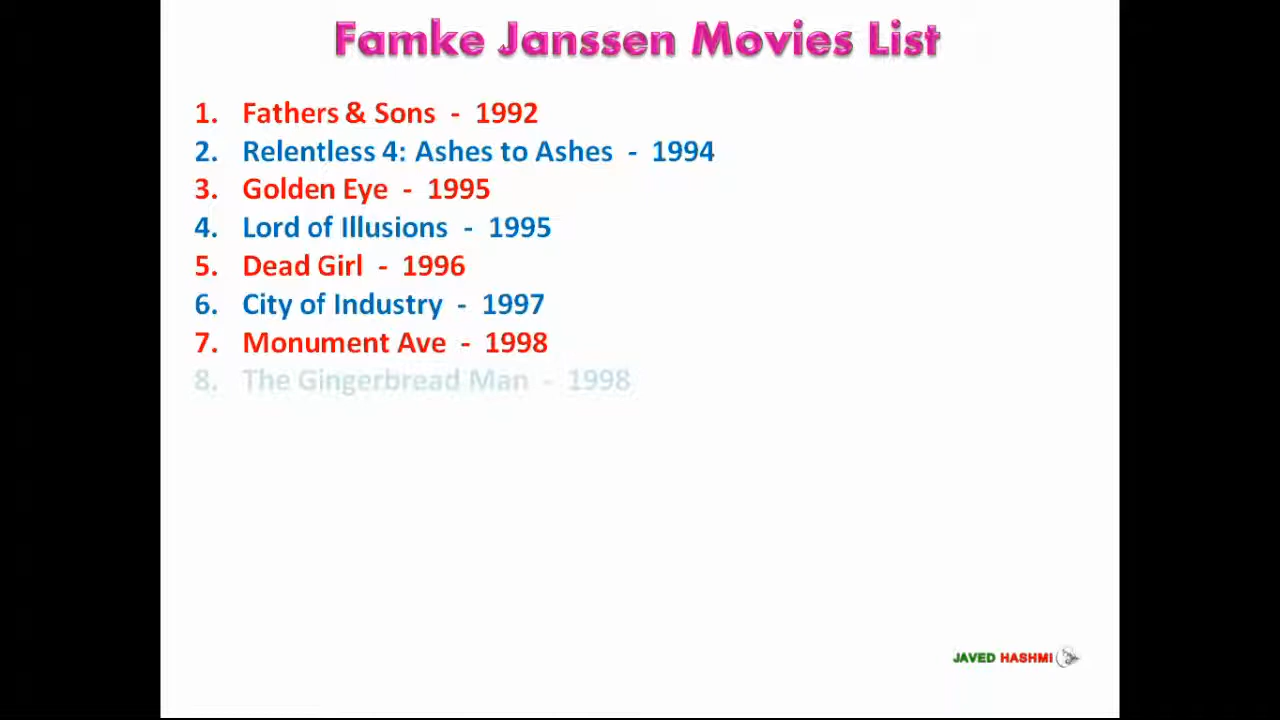 Famke Janssen Movies List
1. Fathers & Sons - 1992
2. Relentless 4: Ashes to Ashes - 1994
3. Golden Eye - 1995
4. Lord of Illusions - 1995
5. Dead Girl - 1996
6. City of Industry - 1997
7. Monument Ave - 1998
8. The Gingerbread Man - 1998
JAVED HASHMI